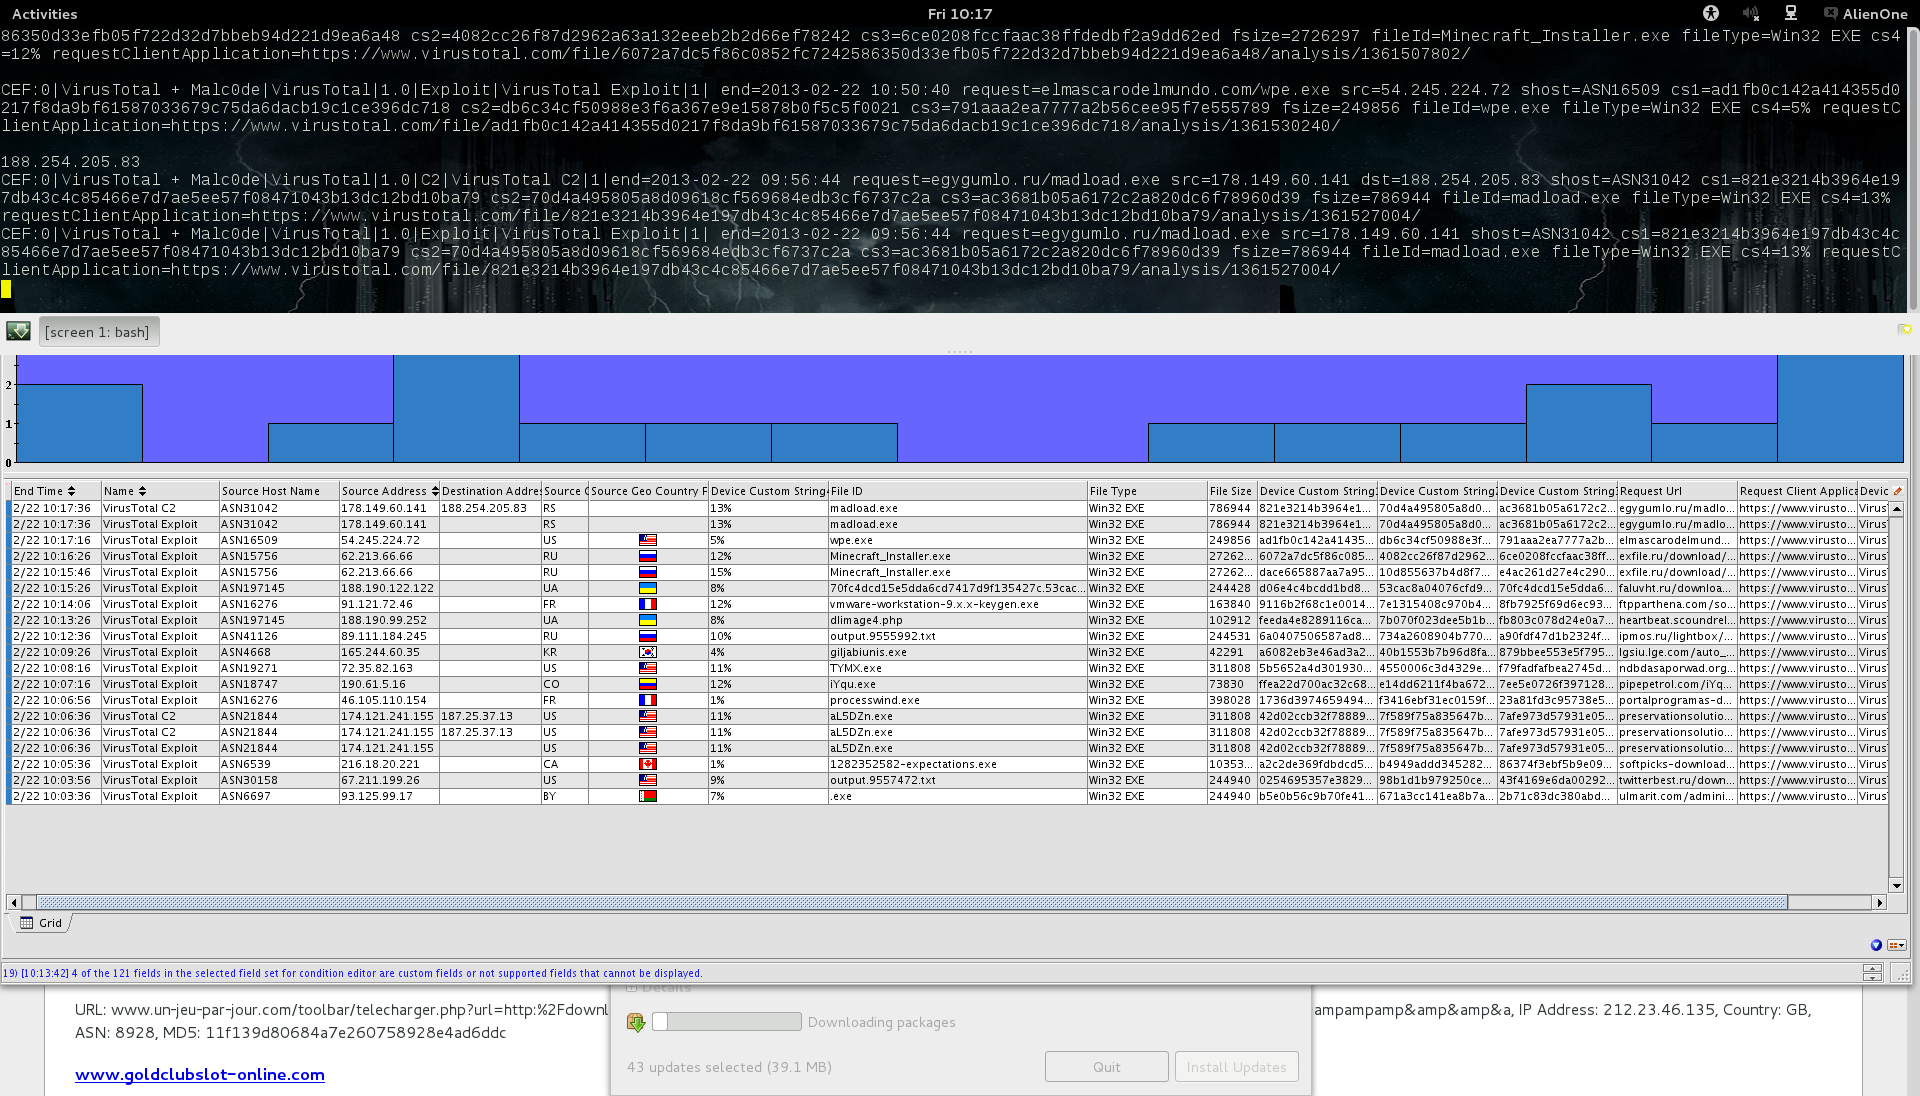 Activities
Fri 10:17
AlienOne
86350d33efb05f722d32d7bbeb94d221d9ea6a48 cs2=4082cc26f87d2962a63a132eeeb2b2d66ef78242 cs3=6ce0208fccfaac38ffdedbf2a9dd62ed fsize=2726297 fileId=Minecraft_Installer.exe fileType=Win32 EXE cs4
=12% requestClientApplication=https://www.virustotal.com/file/6072a7dc5f86c0852fc7242586350d33efb05f722d32d7bbeb94d221d9ea6a48/analysis/1361507802/
CEF:0|VirusTotal + Malc0de|VirusTotal|1.0|Exploit|VirusTotal Exploit|1| end=2013-02-22 10:50:40 request=elmascarodelmundo.com/wpe.exe src=54.245.224.72 shost=ASN16509 cs1=ad1fb0c142a414355d0
217f8da9bf61587033679c75da6dacb19c1ce396dc718 cs2=db6c34cf50988e3f6a367e9e15878b0f5c5f0021 cs3=791aaa2ea7777a2b56cee95f7e555789 fsize=249856 fileId=wpe.exe fileType=Win32 EXE cs4=5% requestC
lientApplication=https://www.virustotal.com/file/ad1fb0c142a414355d0217f8da9bf61587033679c75da6dacb19c1ce396dc718/analysis/1361530240/
188.254.205.83
CEF:0|VirusTotal + Malc0de|VirusTotal|1.0|C2|VirusTotal C2|1|end=2013-02-22 09:56:44 request=egygumlo.ru/madload.exe src=178.149.60.141 dst=188.254.205.83 shost=ASN31042 cs1=821e3214b3964e19
7db43c4c85466e7d7ae5ee57f08471043b13dc12bd10ba79 cs2=70d4a495805a8d09618cf569684edb3cf6737c2a cs3=ac3681b05a6172c2a820dc6df78960d39 fsize=786944 fileId=madload.exe fileType=Win32 EXE cs4=13%
requestClientApplication=https://www.virustotal.com/file/821e3214b3964e197db43c4c85466e7d7ae5ee57f08471043b13dc12bd10ba79/analysis/1361527004/
CEF:0|VirusTotal + Malc0de|VirusTotal|1.0|Exploit|VirusTotal Exploit|1| end=2013-02-22 09:56:44 request=egygumlo.ru/madload.exe src=178.149.60.141 shost=ASN31042 cs1=821e3214b3964e197db43c4c
85466e7d7ae5ee57f08471043b13dc12bd10ba79 cs2=70d4a495805a8d09618cf569684edb3cf6737c2a cs3=ac3681b05a6172c2a820dc6df78960d39 fsize=786944 fileId=madload.exe fileType=Win32 EXE cs4=13% requestC
lientApplication=https://www.virustotal.com/file/821e3214b3964e197db43c4c85466e7d7ae5ee57f08471043b13dc12bd10ba79/analysis/1361527004/
[screen 1: bash]
2
1
0
End Time Name Source Host Name Source Address Destination Addre Source Source Geo Country F Device Custom String File ID File Type File Size Device Custom String Device Custom String Device Custom String Request Url Request Client Applica Devic
2/22 10:17:36 VirusTotal C2 ASN31042 178.149.60.141 188.254.205.83 RS 13% madload.exe Win32 EXE 786944 821e3214b3964e1... 70d4a495805a8d0... ac3681b05a6172c2... egygumlo.ru/madlo... https://www.virusto... Virus
2/22 10:17:36 VirusTotal Exploit ASN31042 178.149.60.141 RS 13% madload.exe Win32 EXE 786944 821e3214b3964e1... 70d4a495805a8d0... ac3681b05a6172c2... egygumlo.ru/madlo... https://www.virusto... Virus
2/22 10:17:16 VirusTotal Exploit ASN16509 54.245.224.72 US 5% wpe.exe Win32 EXE 249856 ad1fb0c142a41435... db6c34cf50988e3f... 791aaa2ea7777a2b... elmascarodelmund... https://www.virusto... Virus
2/22 10:16:26 VirusTotal Exploit ASN15756 62.213.66.66 RU 12% Minecraft_Installer.exe Win32 EXE 27262... 6072a7dc5f86c085... 4082cc26f87d2962... 6ce0208fccfaac38ff... exfile.ru/download/... https://www.virusto... Virus
2/22 10:15:46 VirusTotal Exploit ASN15756 62.213.66.66 RU 15% Minecraft_Installer.exe Win32 EXE 27262... dace665887aa7a95... 10d855637b4d8f7... e4ac261d27e4c290... exfile.ru/download/... https://www.virusto... Virus
2/22 10:15:26 VirusTotal Exploit ASN197145 188.190.122.122 UA 8% 70fc4dcd15e5dda6cd7417d9f135427c.53cac... Win32 EXE 244428 d06e4c4bcdd1bd8... 53cac8a04076cfd9... 70fc4dcd15e5dda6... faluvht.ru/downloa... https://www.virusto... Virus
2/22 10:14:06 VirusTotal Exploit ASN16276 91.121.72.46 FR 12% vmware-workstation-9.x.x-keygen.exe Win32 EXE 163840 9116b2f68c1e0014... 7e1315408c970b4... 8fb7925f69d6ec93... ftpparthena.com/so... https://www.virusto... Virus
2/22 10:13:26 VirusTotal Exploit ASN197145 188.190.99.252 UA 8% dlimage4.php Win32 EXE 102912 feeda4e8289116ca... 7b070f023dee5b1b... fb803c078d24e0a7... heartbeat.scoundrel... https://www.virusto... Virus
2/22 10:12:36 VirusTotal Exploit ASN41126 89.111.184.245 RU 10% output.9555992.txt Win32 EXE 244531 6a0407506587ad8... 734a2608904b770... a90fdf47d1b2324f... ipmos.ru/lightbox/... https://www.virusto... Virus
2/22 10:09:26 VirusTotal Exploit ASN4668 165.244.60.35 KR 4% giljabiunis.exe Win32 EXE 42291 a6082eb3e46ad3a2... 40b1553b7b96d8fa... 879bbee553e5f795... lgsiu.lge.com/auto_... https://www.virusto... Virus
2/22 10:08:16 VirusTotal Exploit ASN19271 72.35.82.163 US 11% TYMX.exe Win32 EXE 311808 5b5652a4d301930... 4550006c3d4329e... f79fadfafbea2745d... ndbdasaporwad.org... https://www.virusto... Virus
2/22 10:07:16 VirusTotal Exploit ASN18747 190.61.5.16 CO 12% iYqu.exe Win32 EXE 73830 ffea22d700ac32c68... e14dd6211f4ba672... 7ee5e0726f397128... pipepetrol.com/iYq... https://www.virusto... Virus
2/22 10:06:56 VirusTotal Exploit ASN16276 46.105.110.154 FR 1% processwind.exe Win32 EXE 398028 1736d3974659494... f3416ebf31ec0159f... 23a81fd3c95738e5... portalprogramas-d... https://www.virusto... Virus
2/22 10:06:36 VirusTotal C2 ASN21844 174.121.241.155 187.25.37.13 US 11% aL5DZn.exe Win32 EXE 311808 42d02ccb32f78889... 7f589f75a835647b... 7afe973d57931e05... preservationsolutio... https://www.virusto... Virus
2/22 10:06:36 VirusTotal C2 ASN21844 174.121.241.155 187.25.37.13 US 11% aL5DZn.exe Win32 EXE 311808 42d02ccb32f78889... 7f589f75a835647b... 7afe973d57931e05... preservationsolutio... https://www.virusto... Virus
2/22 10:06:36 VirusTotal Exploit ASN21844 174.121.241.155 US 11% aL5DZn.exe Win32 EXE 311808 42d02ccb32f78889... 7f589f75a835647b... 7afe973d57931e05... preservationsolutio... https://www.virusto... Virus
2/22 10:05:36 VirusTotal Exploit ASN6539 216.18.20.221 CA 1% 1282352582-expectations.exe Win32 EXE 10353... a2c2de369fdbdcd5... b4949addd345282... 86374f3ebf5b9e09... softpicks-download... https://www.virusto... Virus
2/22 10:03:56 VirusTotal Exploit ASN30158 67.211.199.26 US 9% output.9557472.txt Win32 EXE 244940 0254695357e3829... 98b1d1b979250ce... 43f4169e6da00292... twitterbest.ru/down... https://www.virusto... Virus
2/22 10:03:36 VirusTotal Exploit ASN6697 93.125.99.17 BY 7% .exe Win32 EXE 244940 b5e0b56c9b70fe41... 671a3cc141ea8b7a... 2b71c83dc380abd... ulmarit.com/admini... https://www.virusto... Virus
Grid
19) [10:13:42] 4 of the 121 fields in the selected field set for condition editor are custom fields or not supported fields that cannot be displayed.
Details
URL: www.un-jeu-par-jour.com/toolbar/telecharger.php?url=http:%2Fdownl
ampampamp&amp&amp&a, IP Address: 212.23.46.135, Country: GB,
ASN: 8928, MD5: 11f139d80684a7e260758928e4ad6ddc
Downloading packages
43 updates selected (39.1 MB)
Quit
Install Updates
www.goldclubslot-online.com